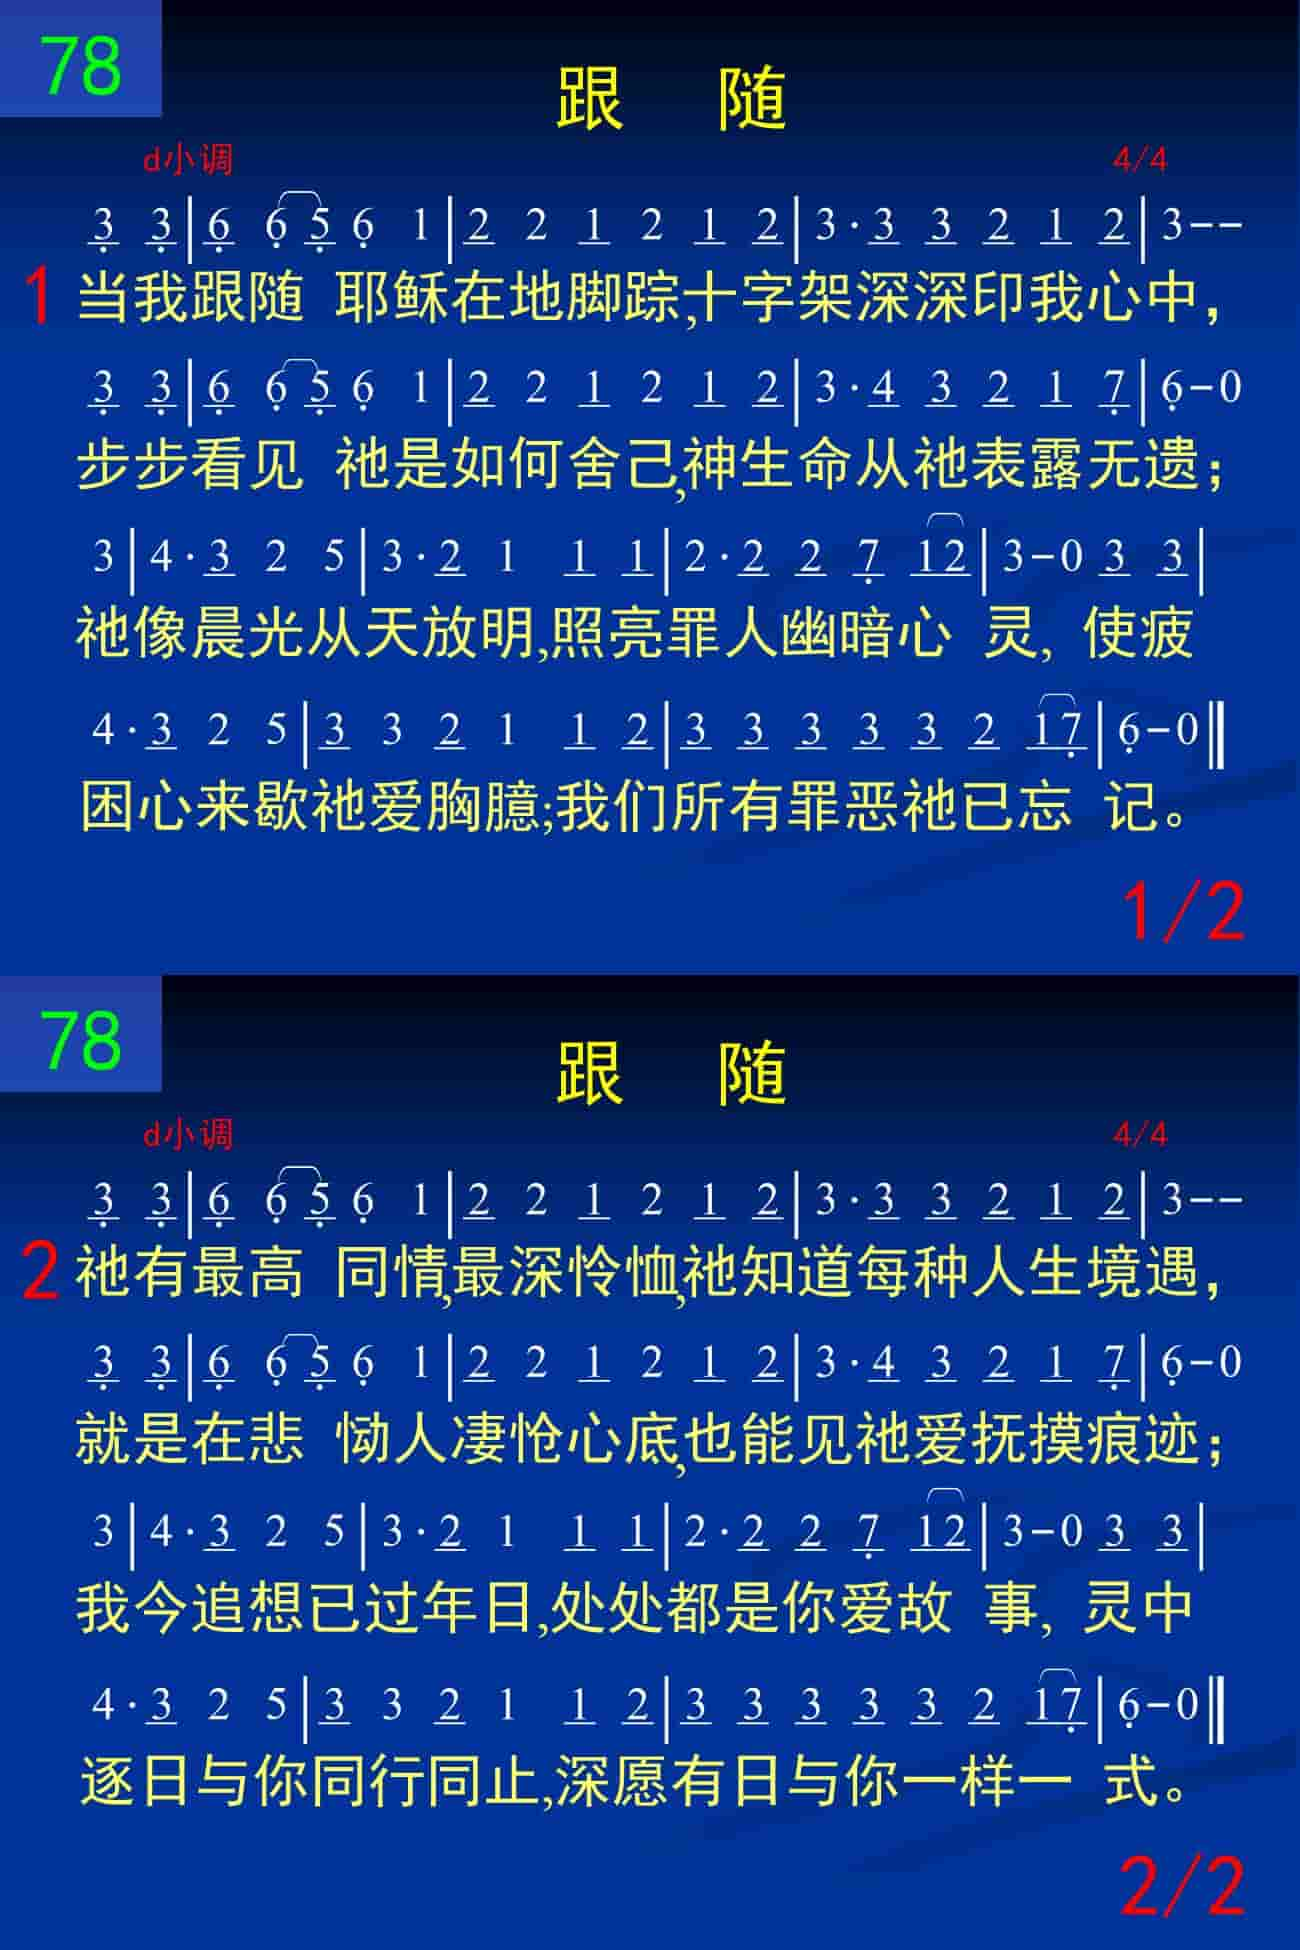 78
跟 随
d小调 4/4
3 3|6 6 5 6 1|2 2 1 2 1 2|3·3 3 2 1 2|3--
1 当我跟随 耶稣在地脚踪,十字架深深印我心中,
3 3|6 6 5 6 1|2 2 1 2 1 2|3·4 3 2 1 7|6-0
步步看见 祂是如何舍己,神生命从祂表露无遗;
3|4·3 2 5|3·2 1 1 1|2·2 2 7 12|3-0 3 3|
祂像晨光从天放明,照亮罪人幽暗心 灵, 使疲
4·3 2 5|3 3 2 1 1 2|3 3 3 3 3 2 17|6-0‖
困心来歇祂爱胸臆;我们所有罪恶祂已忘 记。
1/2
78
跟 随
d小调 4/4
3 3|6 6 5 6 1|2 2 1 2 1 2|3·3 3 2 1 2|3--
2 祂有最高 同情,最深怜恤,祂知道每种人生境遇,
3 3|6 6 5 6 1|2 2 1 2 1 2|3·4 3 2 1 7|6-0
就是在悲 恸人凄怆心底,也能见祂爱抚摸痕迹;
3|4·3 2 5|3·2 1 1 1|2·2 2 7 12|3-0 3 3|
我今追想已过年日,处处都是你爱故 事, 灵中
4·3 2 5|3 3 2 1 1 2|3 3 3 3 3 2 17|6-0‖
逐日与你同行同止,深愿有日与你一样一 式。
2/2